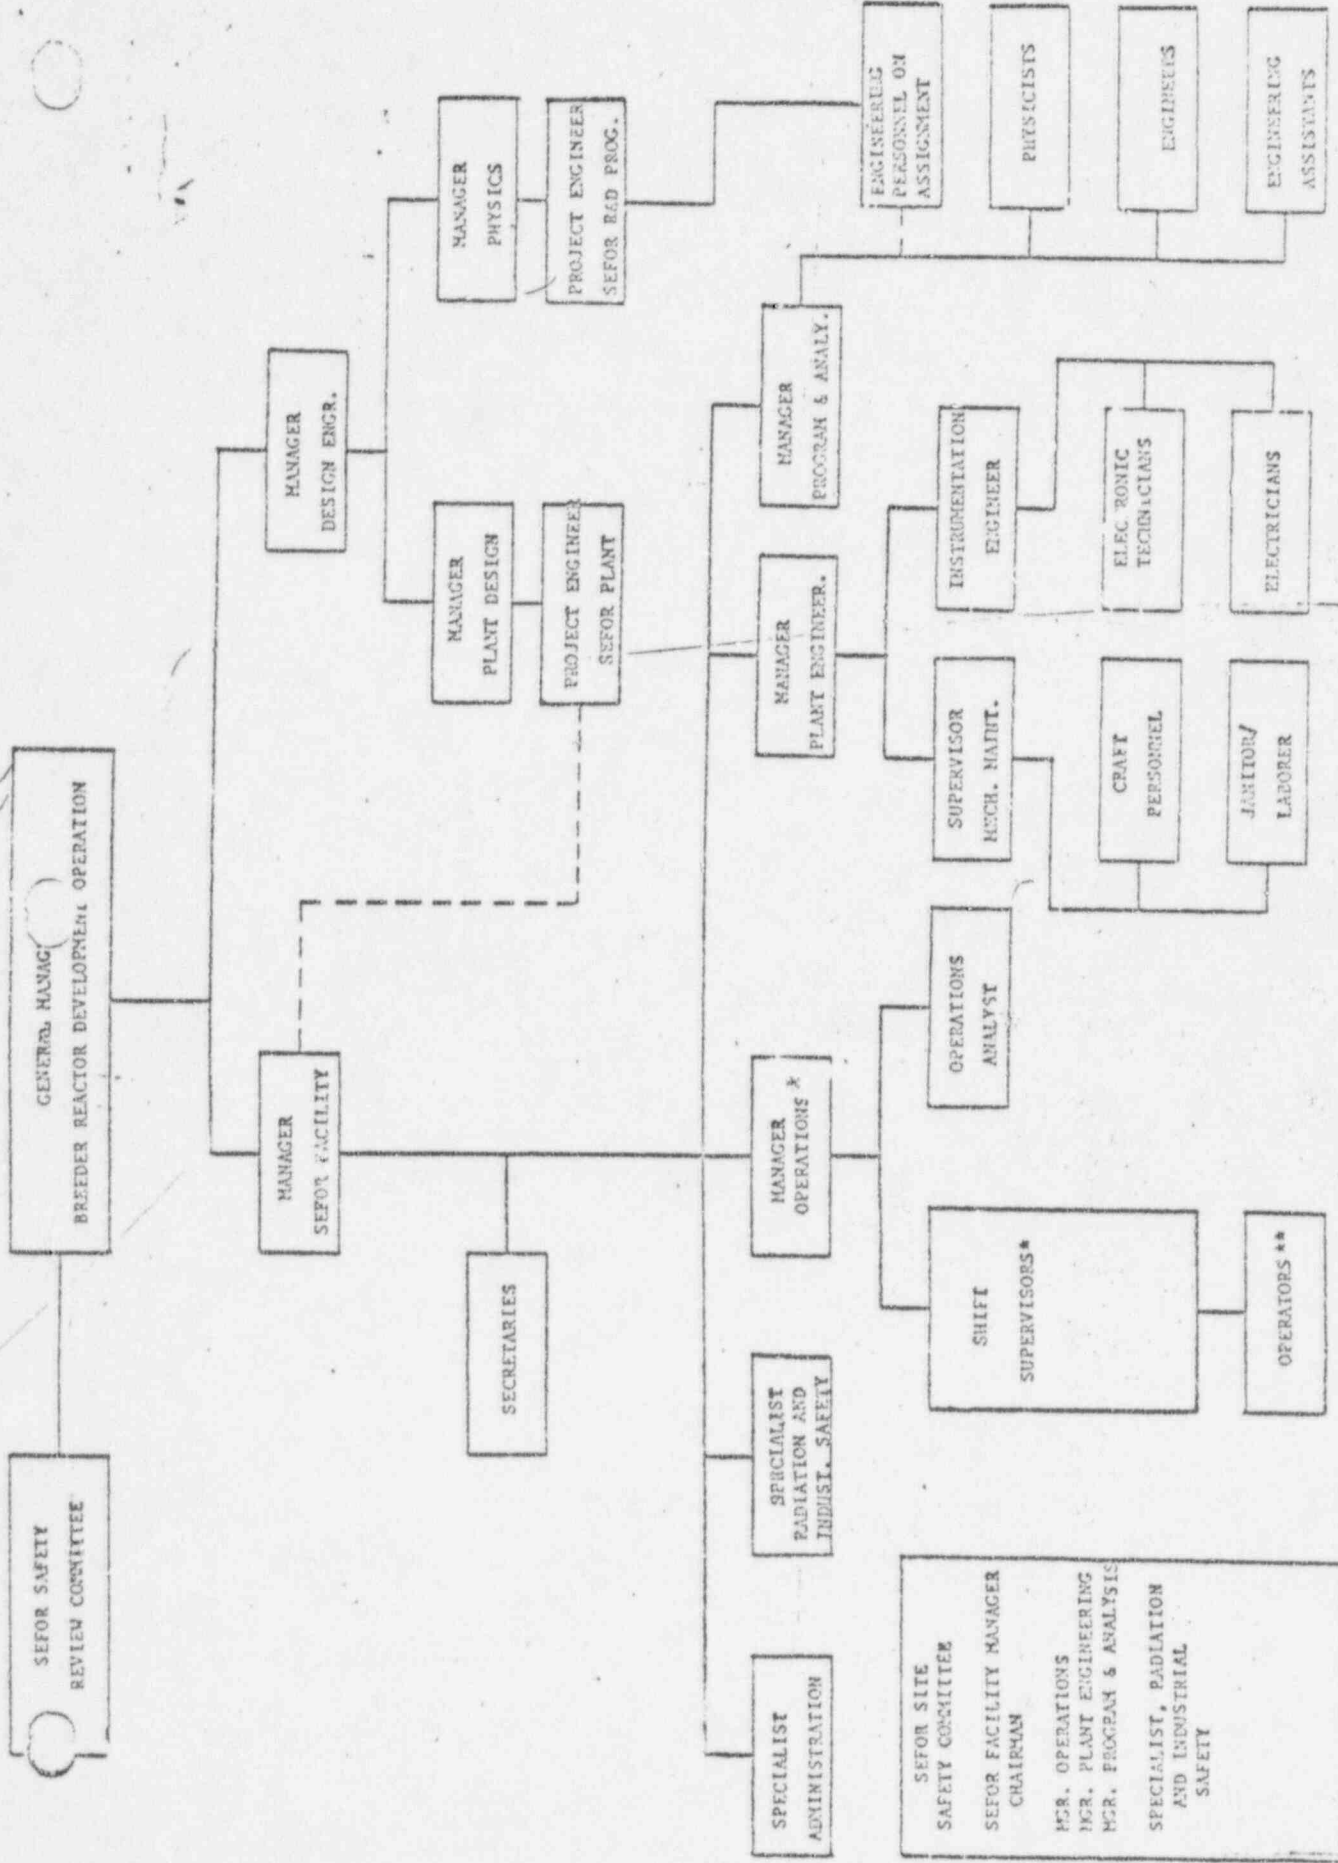 SEFOR SAFETY
REVIEW COMMITTEE
GENERAL MANAG
BREEDER REACTOR DEVELOPMENT OPERATION
MANAGER
SEFOR FACILITY
MANAGER
DESIGN ENGR.
SECRETARIES
MANAGER
PLANT DESIGN
MANAGER
PHYSICS
PROJECT ENGINEER
SEFOR PLANT
PROJECT ENGINEER
SEFOR R&D PROG.
SPECIALIST
ADMINISTRATION
SPECIALIST
RADIATION AND
INDUST. SAFETY
MANAGER
OPERATIONS *
MANAGER
PLANT ENGINEER.
MANAGER
PROGRAM & ANALY.
ENGINEERING
PERSONNEL ON
ASSIGNMENT
SHIFT
SUPERVISORS*
OPERATIONS
ANALYST
SUPERVISOR
MECH. MAINT.
INSTRUMENTATION
ENGINEER
PHYSICISTS
CRAFT
PERSONNEL
ELEC RONIC
TECHNICIANS
ENGINEERS
OPERATORS**
JANITOR/
LABORER
ELECTRICIANS
ENGINEERING
ASSISTANTS
SEFOR SITE
SAFETY COMMITTEE
SEFOR FACILITY MANAGER
CHAIRMAN
MGR. OPERATIONS
MGR. PLANT ENGINEERING
MGR. PROGRAM & ANALYSIS
SPECIALIST, RADIATION
AND INDUSTRIAL
SAFETY